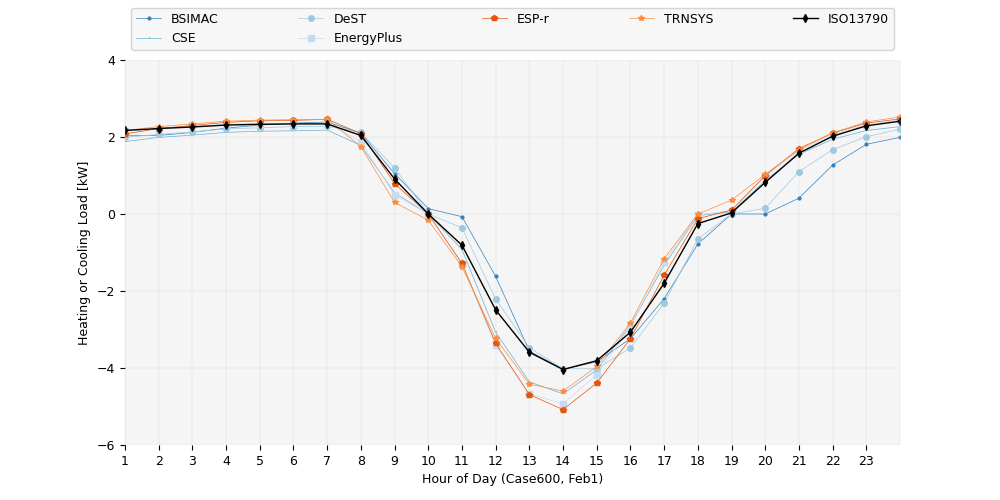 BSIMAC DeST ESP-r TRNSYS ISO13790
CSE EnergyPlus
4
2
0
−2
−4
−6
Heating or Cooling Load [kW]
1 2 3 4 5 6 7 8 9 10 11 12 13 14 15 16 17 18 19 20 21 22 23
Hour of Day (Case600, Feb1)